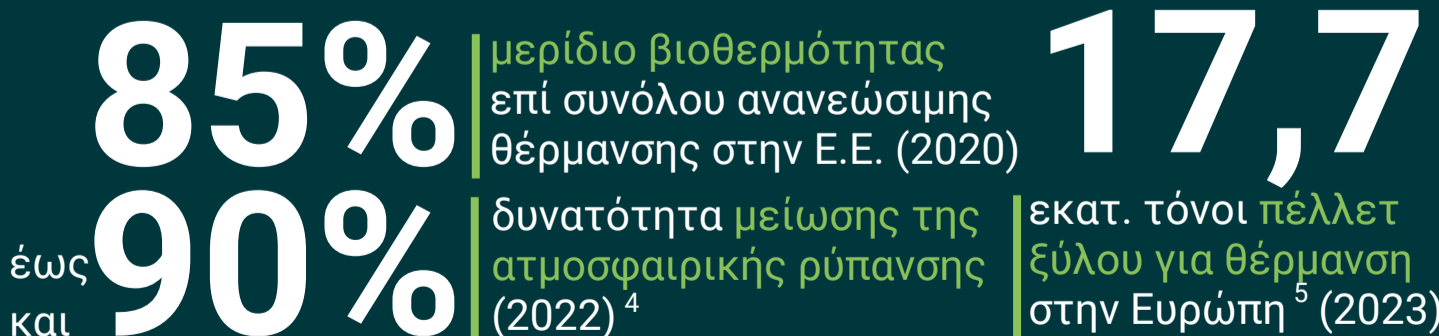 85%
μερίδιο βιοθερμότητας
επί συνόλου ανανεώσιμης
θέρμανσης στην Ε.Ε. (2020)
έως
και
90%
δυνατότητα μείωσης της
ατμοσφαιρικής ρύπανσης
(2022) 4
17,7
εκατ. τόνοι πέλλετ
ξύλου για θέρμανση
στην Ευρώπη 5 (2023)